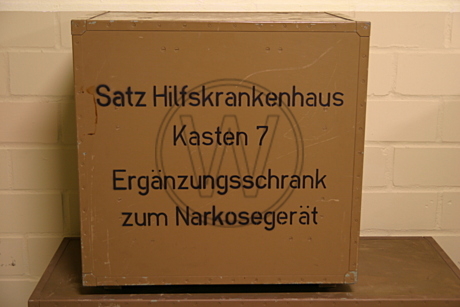 Satz Hilfskrankenhaus
Kasten 7
W
Ergänzungsschrank
zum Narkosegerät